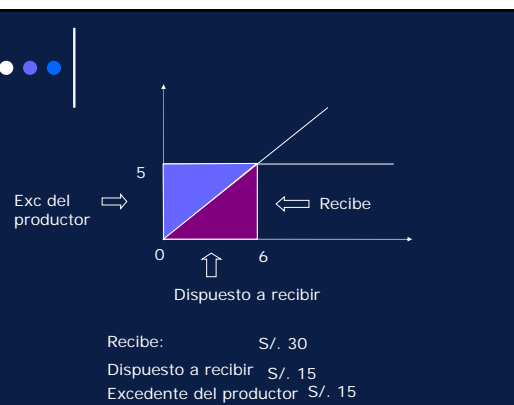 5
Exc del
productor
Recibe
0
6
Dispuesto a recibir
Recibe: S/. 30
Dispuesto a recibir S/. 15
Excedente del productor S/. 15